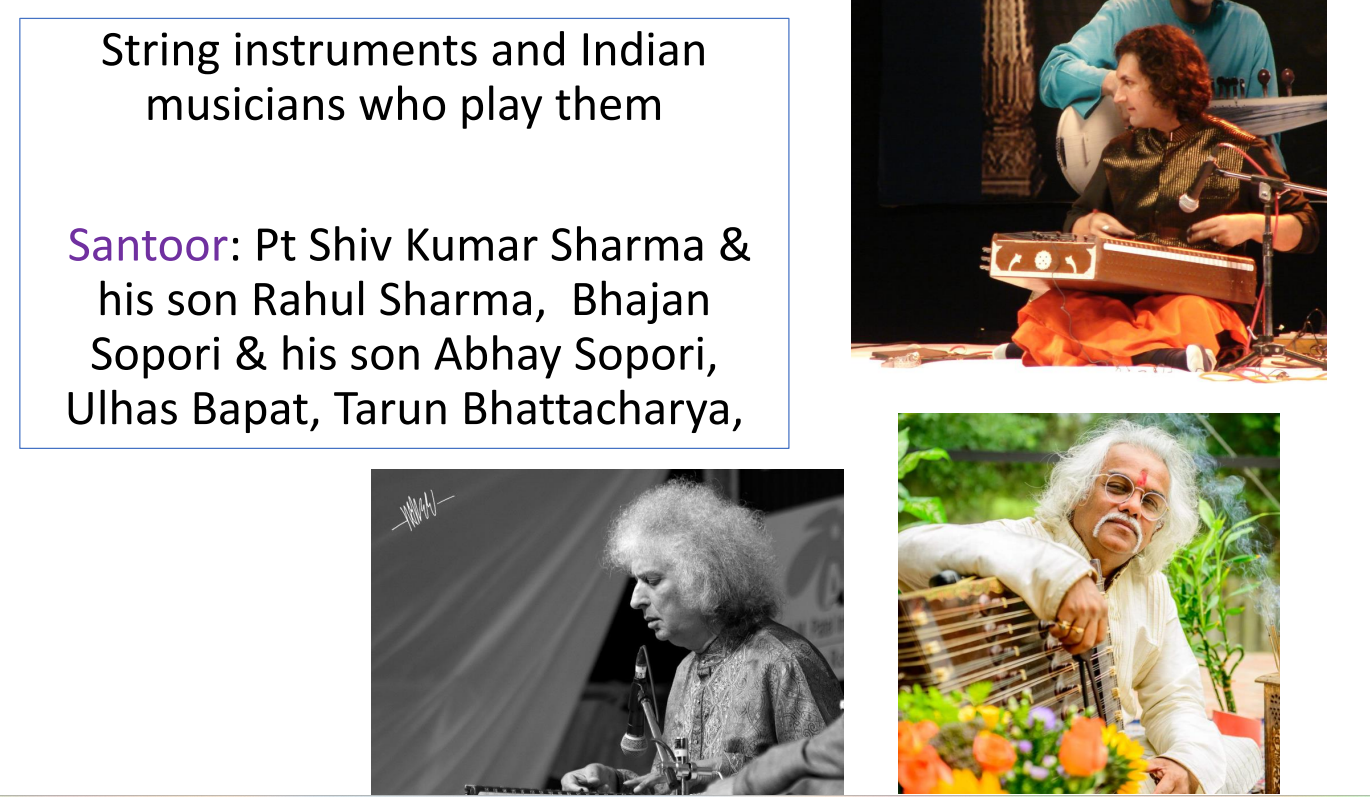 String instruments and Indian
musicians who play them
Santoor: Pt Shiv Kumar Sharma &
his son Rahul Sharma,  Bhajan
Sopori & his son Abhay Sopori,
Ulhas Bapat, Tarun Bhattacharya,